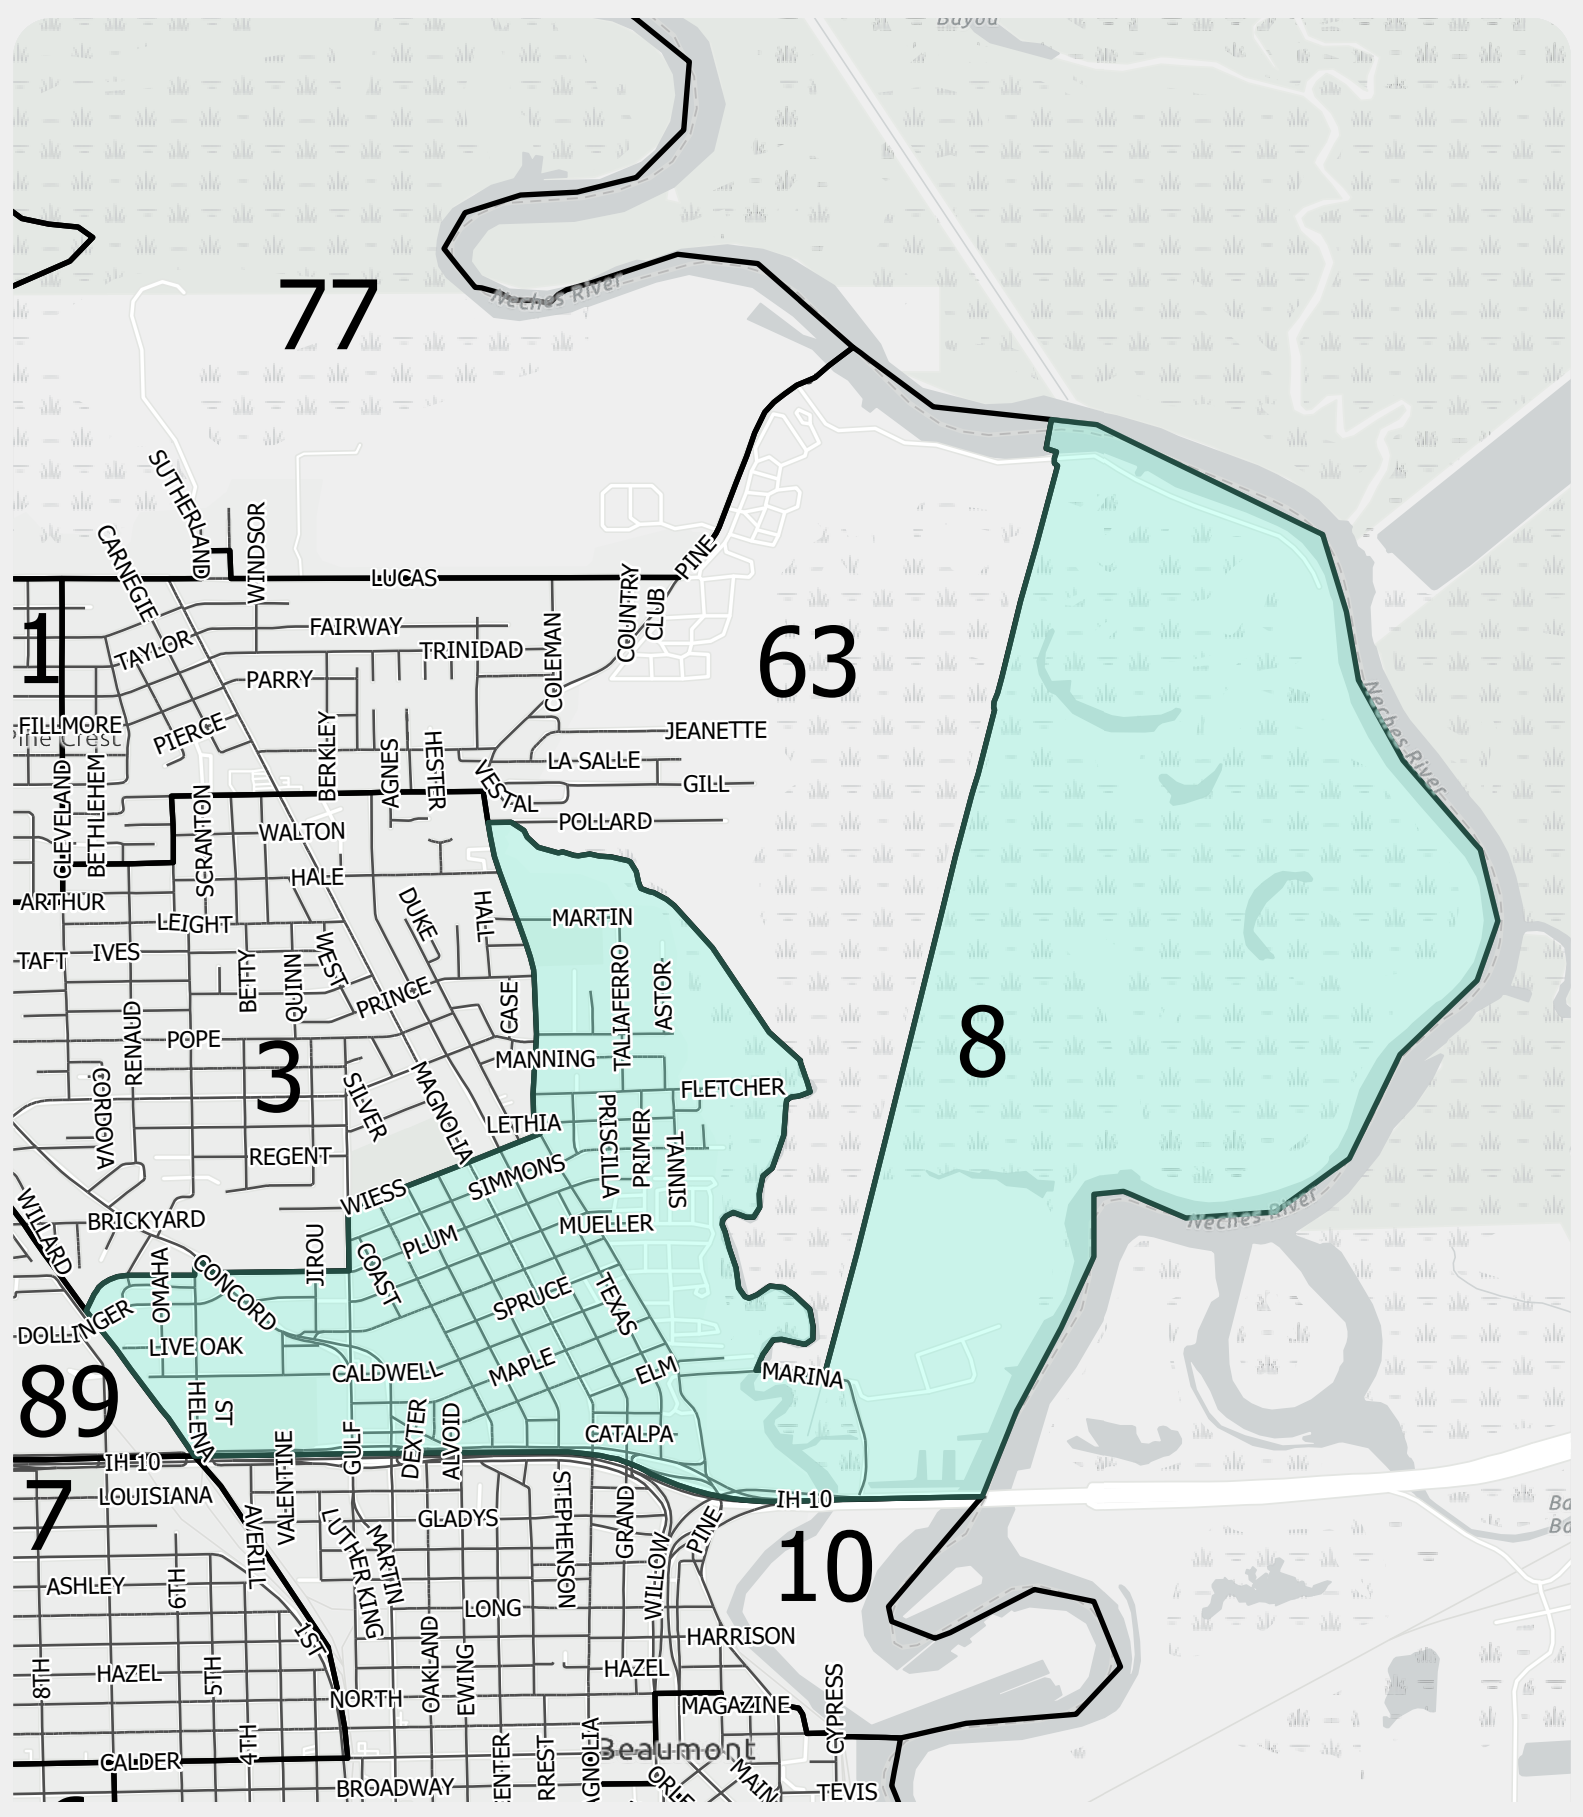 Bayou
77
Neches River
SUTHERLAND
WINDSOR
CARNEGIE
PINE
LUCAS
COUNTRY
CLUB
1
FAIRWAY
COLEMAN
TAYLOR
TRINIDAD
63
PARRY
FILLMORE
PIERCE
BERKLEY
HESTER
JEANETTE
Neches River
CLEVELAND
BETHLEHEM
AGNES
VESTAL
LA SALLE
GILL
SCRANTON
WALTON
POLLARD
HALE
ARTHUR
DUKE
HALL
LEIGHT
MARTIN
TAFT
IVES
WEST
BETTY
QUINN
PRINCE
CASE
TALIAFERRO
ASTOR
RENAUD
POPE
8
3
MANNING
CORDOVA
SILVER
MAGNOLIA
FLETCHER
LETHIA
PRISCILLA
PRIMER
TANNIS
REGENT
WIESS
SIMMONS
WILLARD
BRICKYARD
JIROU
PLUM
MUELLER
Neches River
OMAHA
CONCORD
COAST
SPRUCE
TEXAS
DOLLINGER
LIVE OAK
CALDWELL
MAPLE
ELM
MARINA
89
HELENA
ST
GULF
DEXTER
ALVOID
CATALPA
VALENTINE
IH 10
7
LOUISIANA
IH 10
AVERILL
LUTHER KING
MARTIN
GLADYS
STEPHENSON
GRAND
WILLOW
PINE
10
ASHLEY
6TH
LONG
1ST
OAKLAND
EWING
HARRISON
8TH
HAZEL
5TH
HAZEL
NORTH
MAGAZINE
CYPRESS
4TH
CALDER
Beaumont
BROADWAY
MAIN
TEVIS